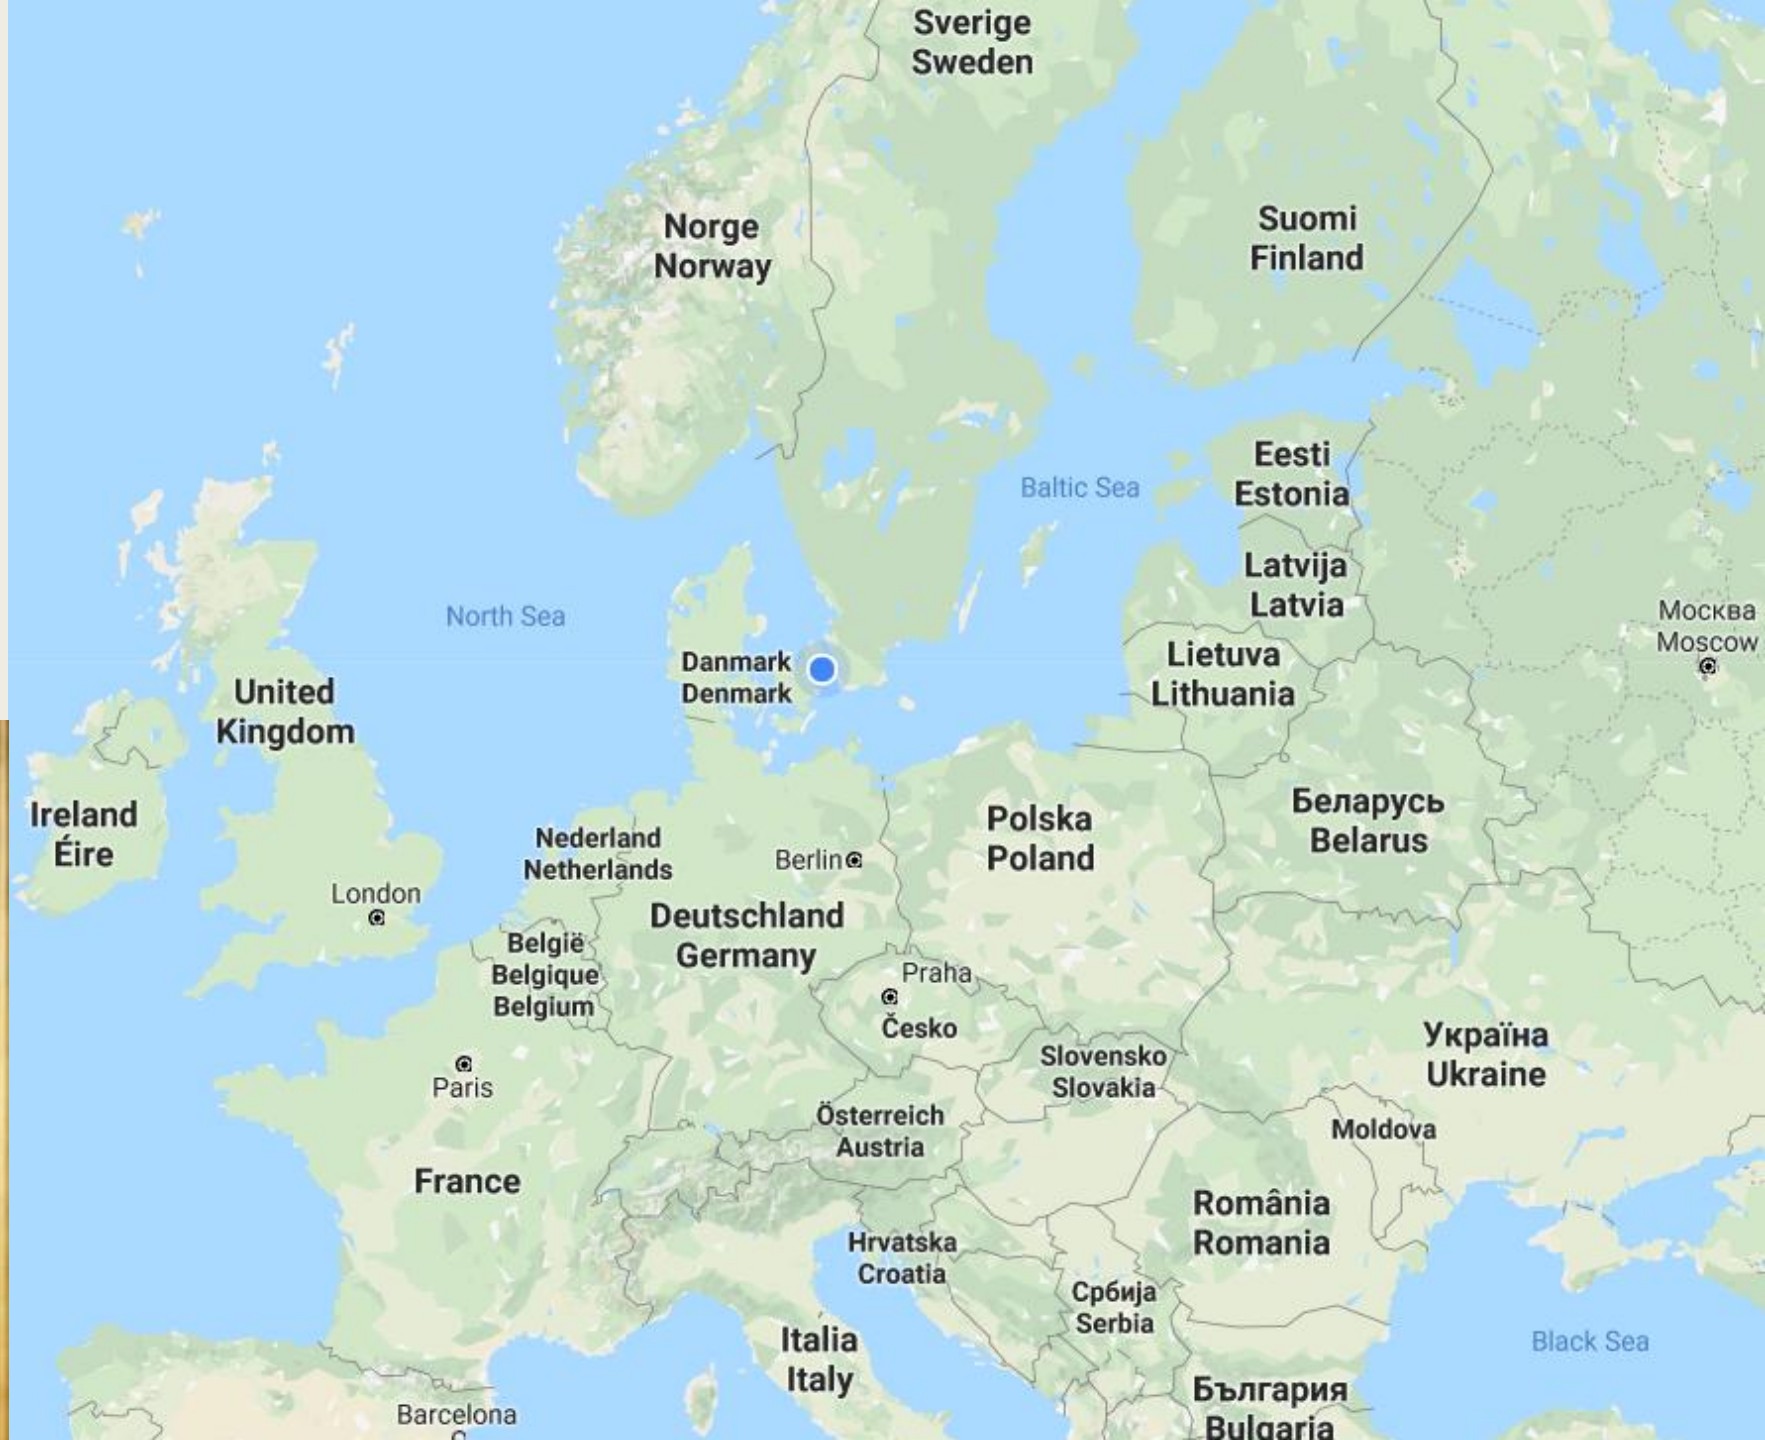 Sverige
Sweden
Norge
Norway
Suomi
Finland
Eesti
Estonia
Baltic Sea
Latvija
Latvia
North Sea
Москва
Moscow
Danmark
Denmark
Lietuva
Lithuania
United
Kingdom
Ireland
Éire
Nederland
Netherlands
Berlin
Polska
Poland
Беларусь
Belarus
London
Deutschland
Germany
België
Belgique
Belgium
Praha
Česko
Paris
Slovensko
Slovakia
Україна
Ukraine
Österreich
Austria
Moldova
France
România
Romania
Hrvatska
Croatia
Србија
Serbia
Italia
Italy
Black Sea
България
Bulgaria
Barcelona